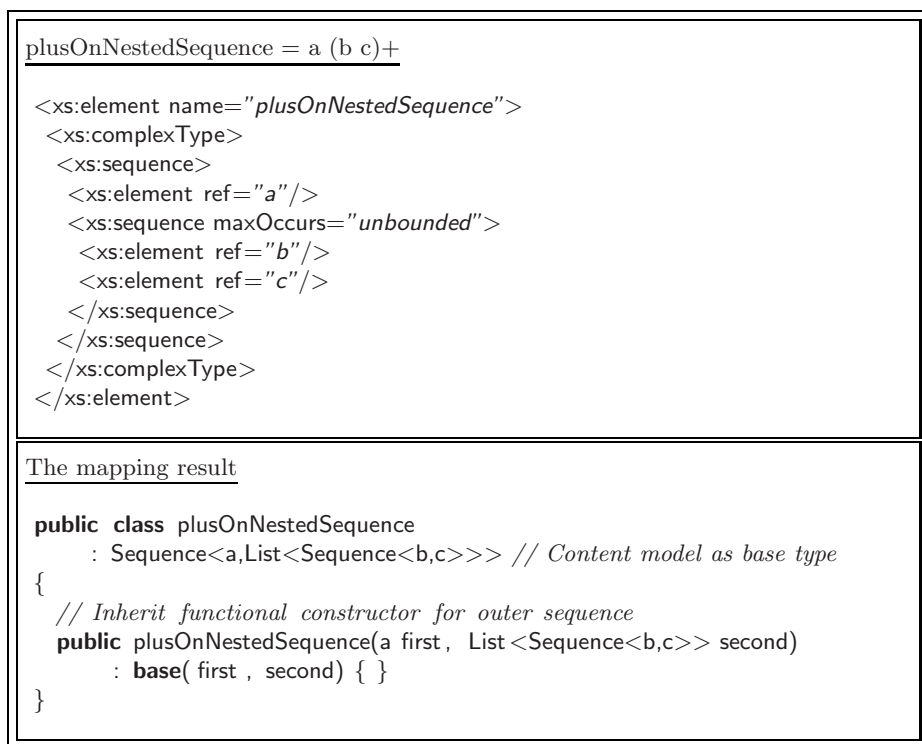 plusOnNestedSequence = a (b c)+
<xs:element name="plusOnNestedSequence">
<xs:complexType>
<xs:sequence>
<xs:element ref="a"/>
<xs:sequence maxOccurs="unbounded">
<xs:element ref="b"/>
<xs:element ref="c"/>
</xs:sequence>
</xs:sequence>
</xs:complexType>
</xs:element>
The mapping result
public class plusOnNestedSequence
: Sequence<a,List<Sequence<b,c>>> // Content model as base type
{
// Inherit functional constructor for outer sequence
public plusOnNestedSequence(a first, List<Sequence<b,c>> second)
: base( first , second) { }
}